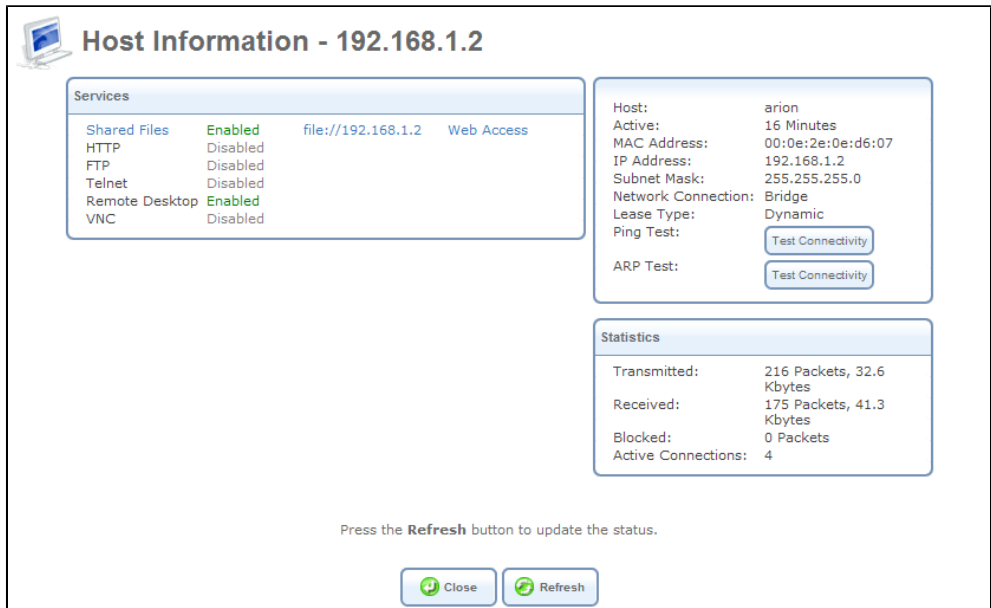 Host Information - 192.168.1.2
Services
Shared Files Enabled file://192.168.1.2 Web Access
HTTP Disabled
FTP Disabled
Telnet Disabled
Remote Desktop Enabled
VNC Disabled
Host: arion
Active: 16 Minutes
MAC Address: 00:0e:2e:0e:d6:07
IP Address: 192.168.1.2
Subnet Mask: 255.255.255.0
Network Connection: Bridge
Lease Type: Dynamic
Ping Test: Test Connectivity
ARP Test: Test Connectivity
Statistics
Transmitted: 216 Packets, 32.6
Kbytes
Received: 175 Packets, 41.3
Kbytes
Blocked: 0 Packets
Active Connections: 4
Press the Refresh button to update the status.
Close Refresh